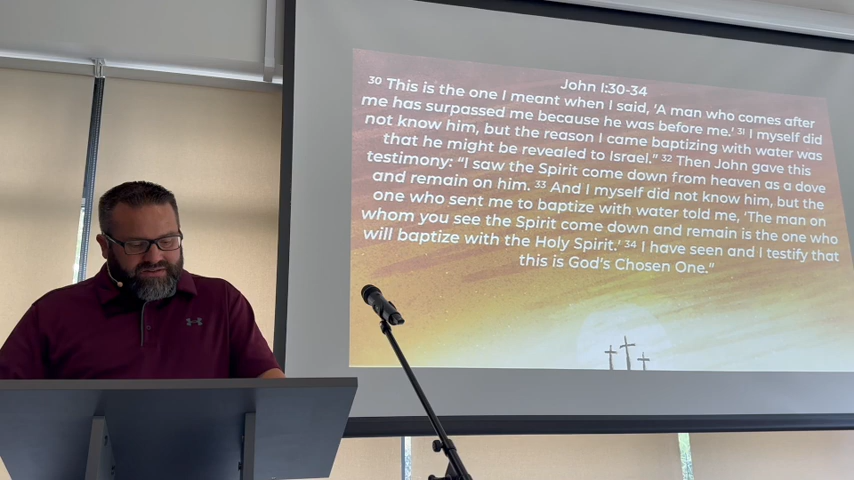 John 1:30-34
30 This is the one I meant when I said, 'A man who comes after
me has surpassed me because he was before me.' 31 I myself did
not know him, but the reason I came baptizing with water was
that he might be revealed to Israel." 32 Then John gave this
testimony: "I saw the Spirit come down from heaven as a dove
and remain on him. 33 And I myself did not know him, but the
one who sent me to baptize with water told me, 'The man on
whom you see the Spirit come down and remain is the one who
will baptize with the Holy Spirit.' 34 I have seen and I testify that
this is God's Chosen One."